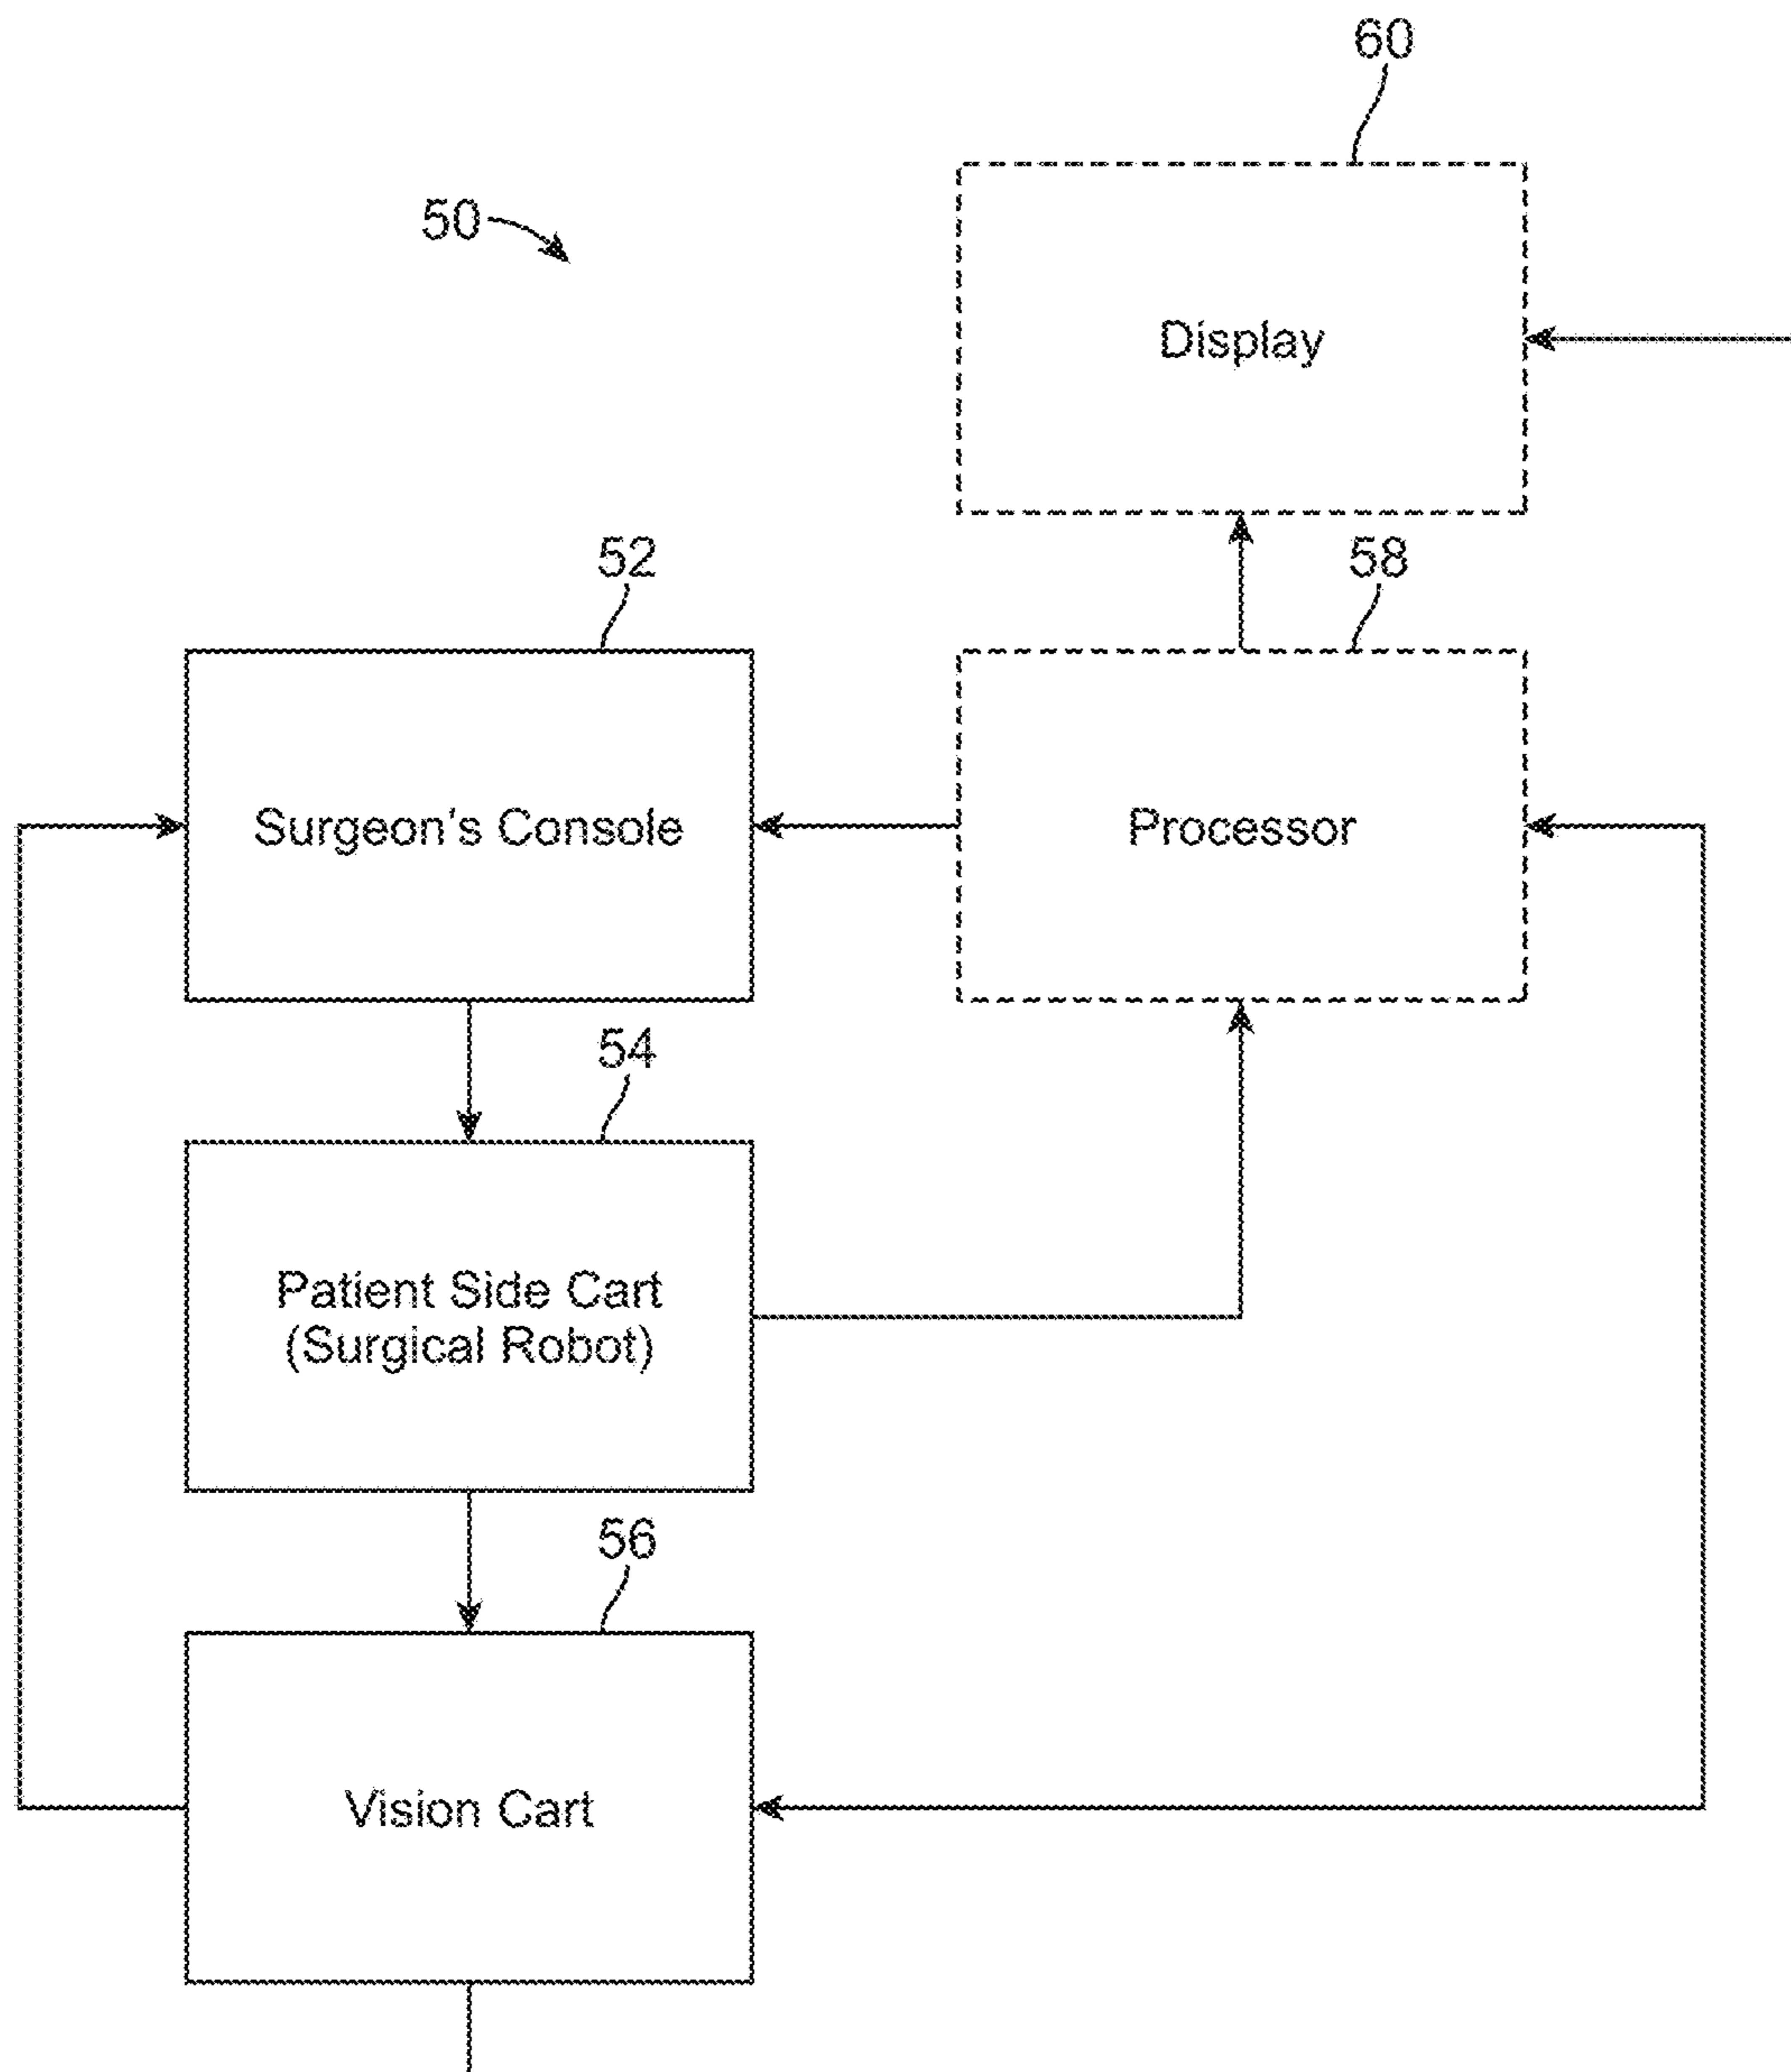 60
50
Display
52
58
Surgeon's Console
Processor
54
Patient Side Cart
(Surgical Robot)
56
Vision Cart